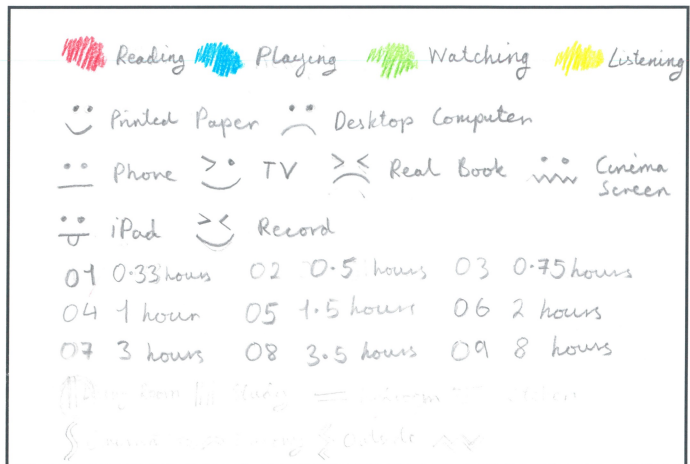 Reading Playing Watching Listening
Printed Paper Desktop Computer
Phone TV Real Book Cinema Screen
iPad Record
01 0.33 hours 02 0.5 hours 03 0.75 hours
04 1 hour 05 1.5 hours 06 2 hours
07 3 hours 08 3.5 hours 09 8 hours